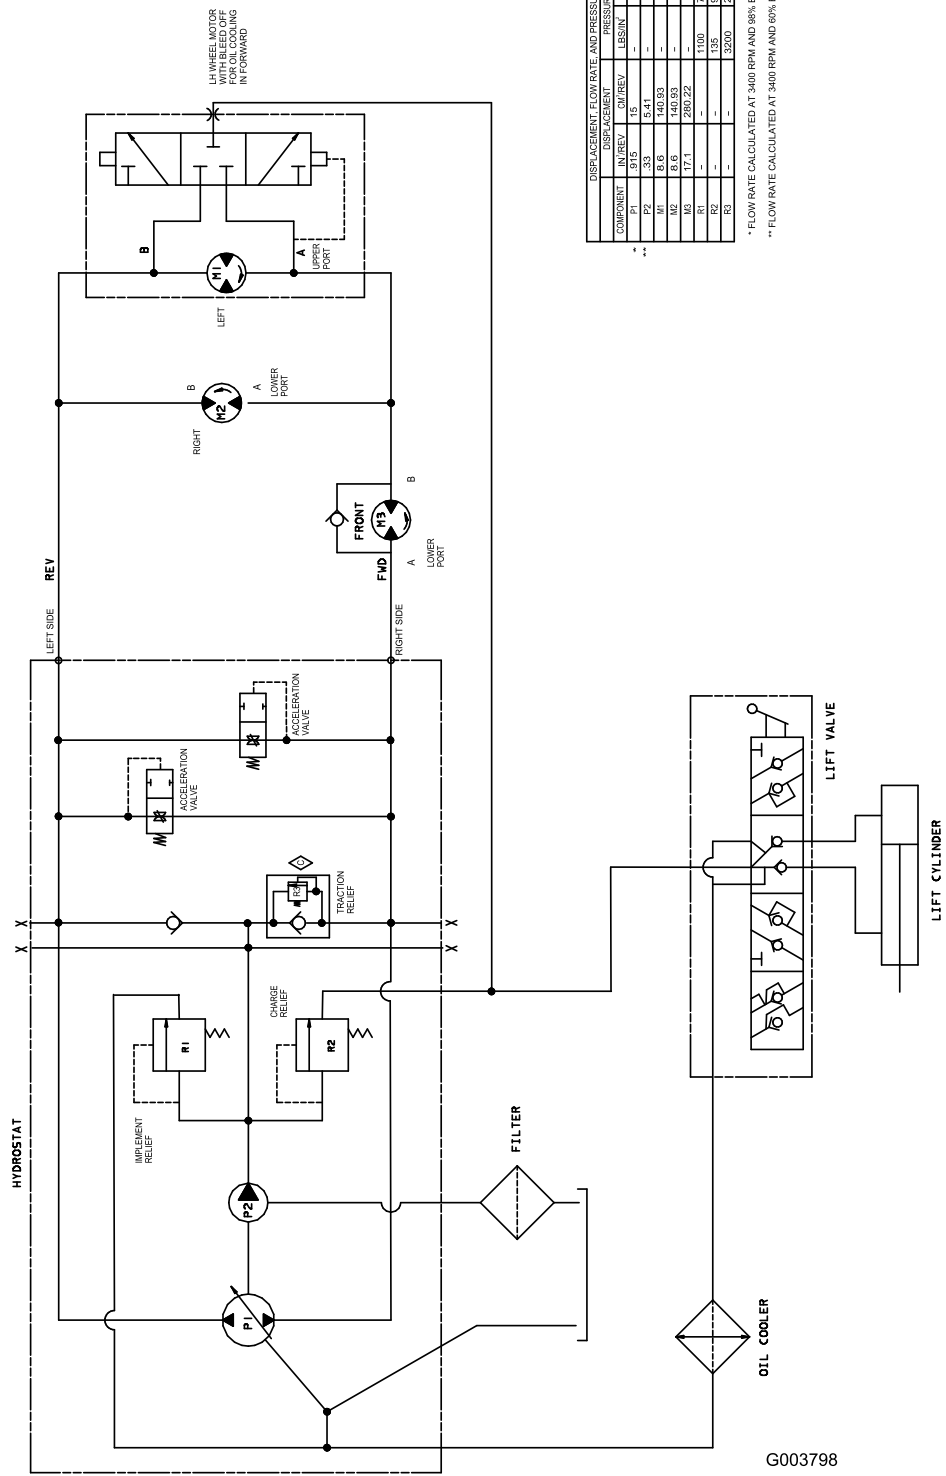 LH WHEEL MOTOR
WITH BLEED OFF
FOR OIL COOLING
IN FORWARD
B
A
UPPER
PORT
M1
LEFT
B
A
LOWER
PORT
M2
RIGHT
FRONT
M3
B
A
LOWER
PORT
REV
FWD
LEFT SIDE
RIGHT SIDE
ACCELERATION
VALVE
ACCELERATION
VALVE
C
R3
TRACTION
RELIEF
CHARGE
RELIEF
R1
R2
IMPLEMENT
RELIEF
HYDROSTAT
P2
P1
FILTER
LIFT VALVE
LIFT CYLINDER
OIL COOLER
DISPLACEMENT, FLOW RATE, AND
DISPLACEMENT
COMPONENT IN³/REV CM³/REV LBS/IN²
* P1 .915 15 –
** P2 .33 5.41 –
M1 8.6 140.93 –
M2 8.6 140.93 –
M3 17.1 280.22 –
R1 – – 1100
R2 – – 135
R3 – – 3200
* FLOW RATE CALCULATED AT 3400 RPM AND 98%
** FLOW RATE CALCULATED AT 3400 RPM AND 60%
G003798